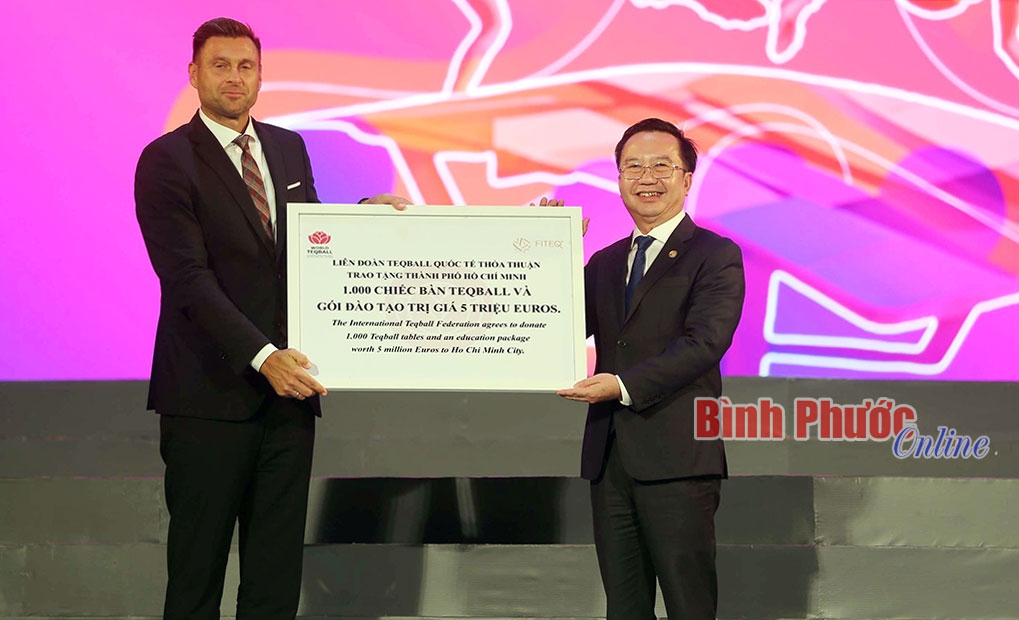 WORLD
TEQBALL
FITEQ
LIÊN ĐOÀN TEQBALL QUỐC TẾ THỎA THUẬN
TRAO TẶNG THÀNH PHỐ HỒ CHÍ MINH
1.000 CHIẾC BÀN TEQBALL VÀ
GÓI ĐÀO TẠO TRỊ GIÁ 5 TRIỆU EUROS.
The International Teqball Federation agrees to donate
1,000 Teqball tables and an education package
worth 5 million Euros to Ho Chi Minh City.
Bình Phước
Online